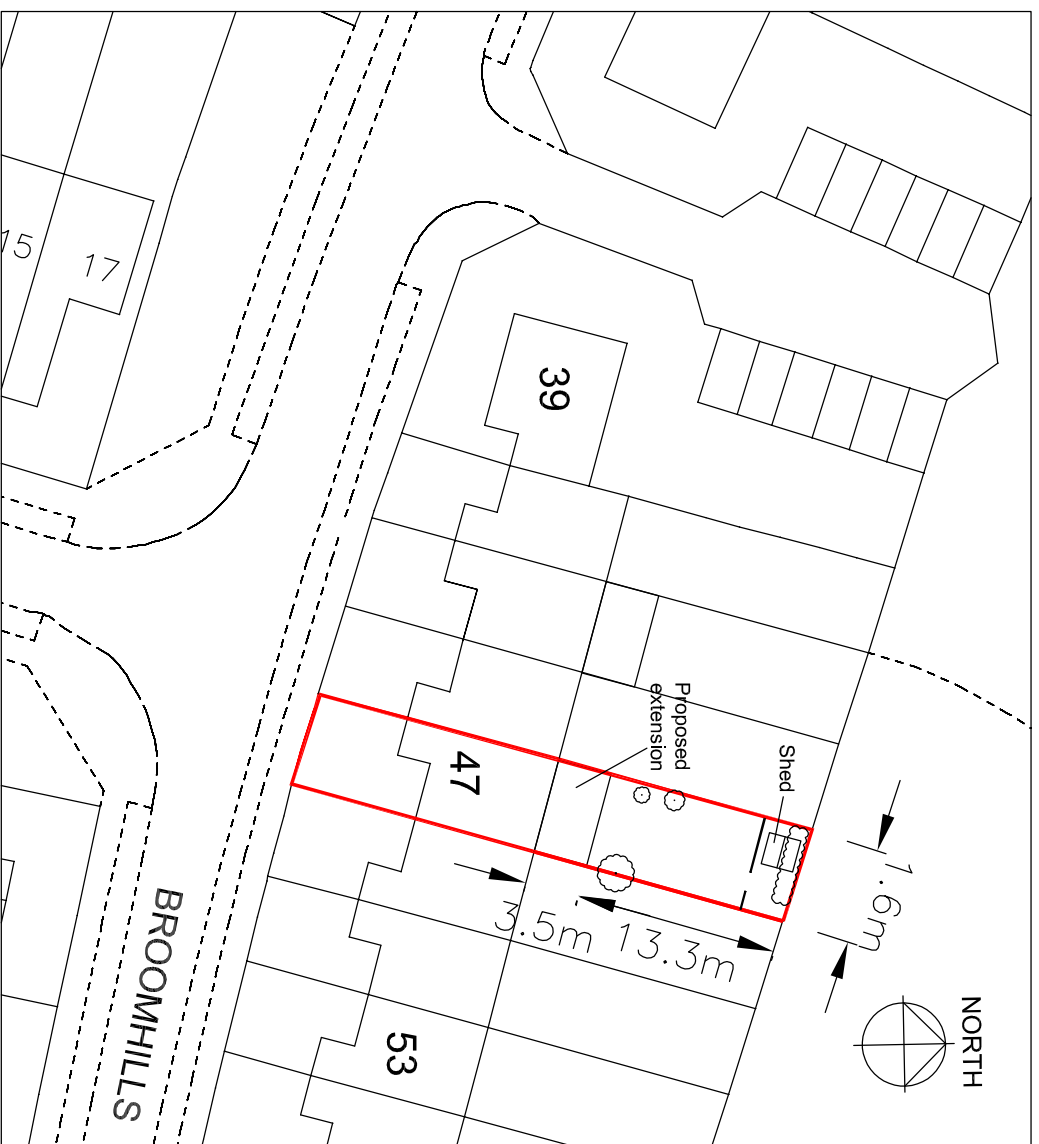 15
17
39
47
53
Proposed
extension
Shed
3.5m
13.3m
1.6m
NORTH
BROOMHILLS